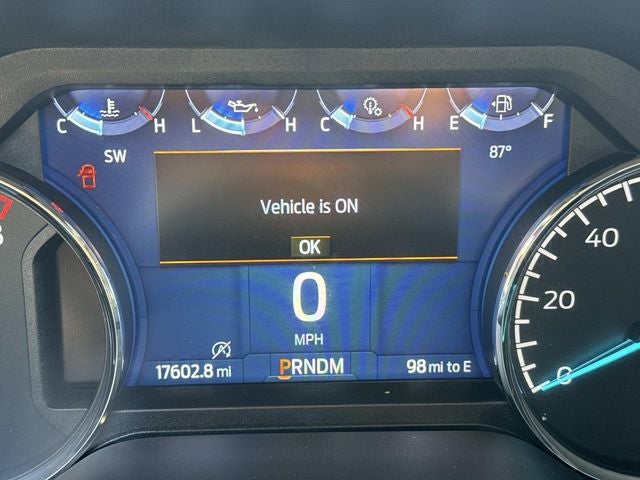 C H L H C H E F
SW 87°
Vehicle is ON
OK
0
MPH
17602.8 mi PRNDM 98 mi to E
40
20
0